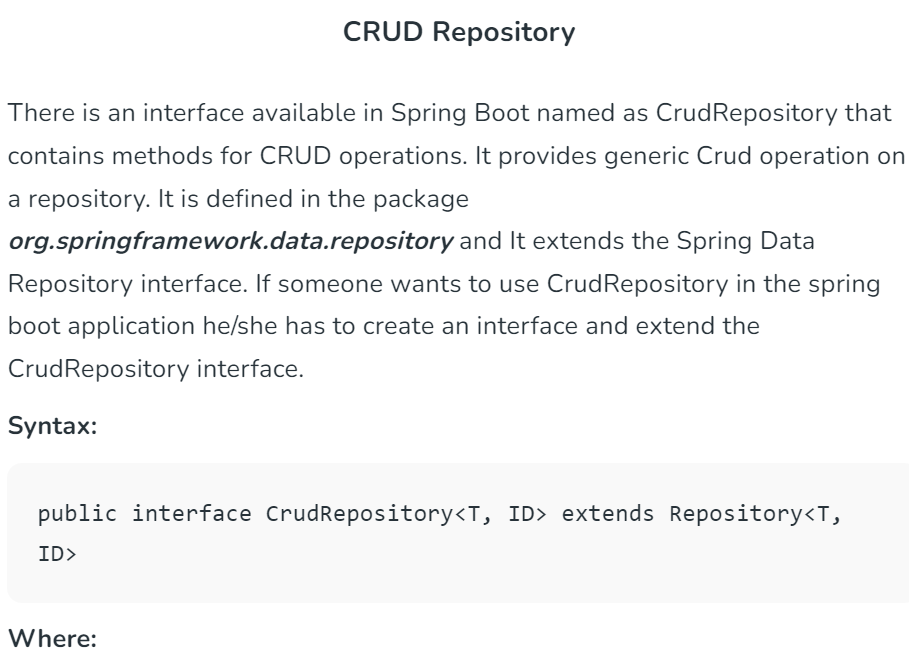 CRUD Repository
There is an interface available in Spring Boot named as CrudRepository that
contains methods for CRUD operations. It provides generic Crud operation on
a repository. It is defined in the package
org.springframework.data.repository and It extends the Spring Data
Repository interface. If someone wants to use CrudRepository in the spring
boot application he/she has to create an interface and extend the
CrudRepository interface.
Syntax:
public interface CrudRepository<T, ID> extends Repository<T,
ID>
Where: